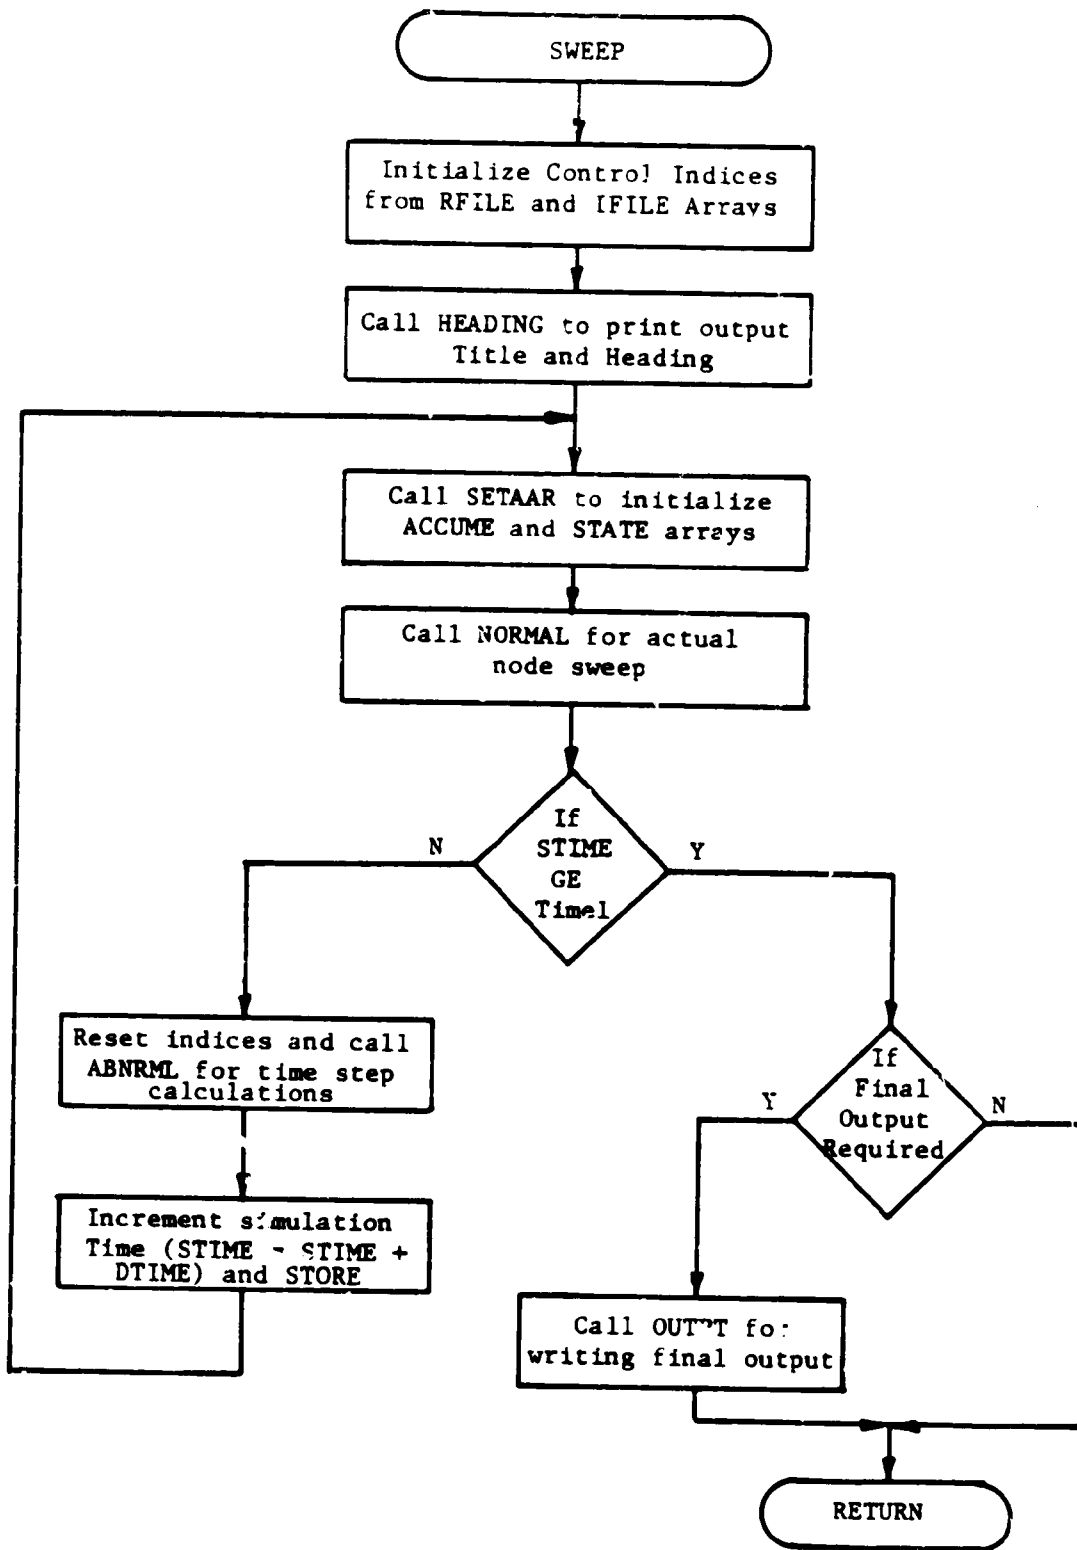 SWEEP
Initialize Control Indices
from RFILE and IFILE Arrays
Call HEADING to print output
Title and Heading
Call SETAAR to initialize
ACCUME and STATE arrays
Call NORMAL for actual
node sweep
If
STIME
GE
Time1
N
Y
Reset indices and call
ABNRML for time step
calculations
Increment simulation
Time (STIME - STIME +
DTIME) and STORE
If
Final
Output
Required
Y
N
Call OUTPT for
writing final output
RETURN